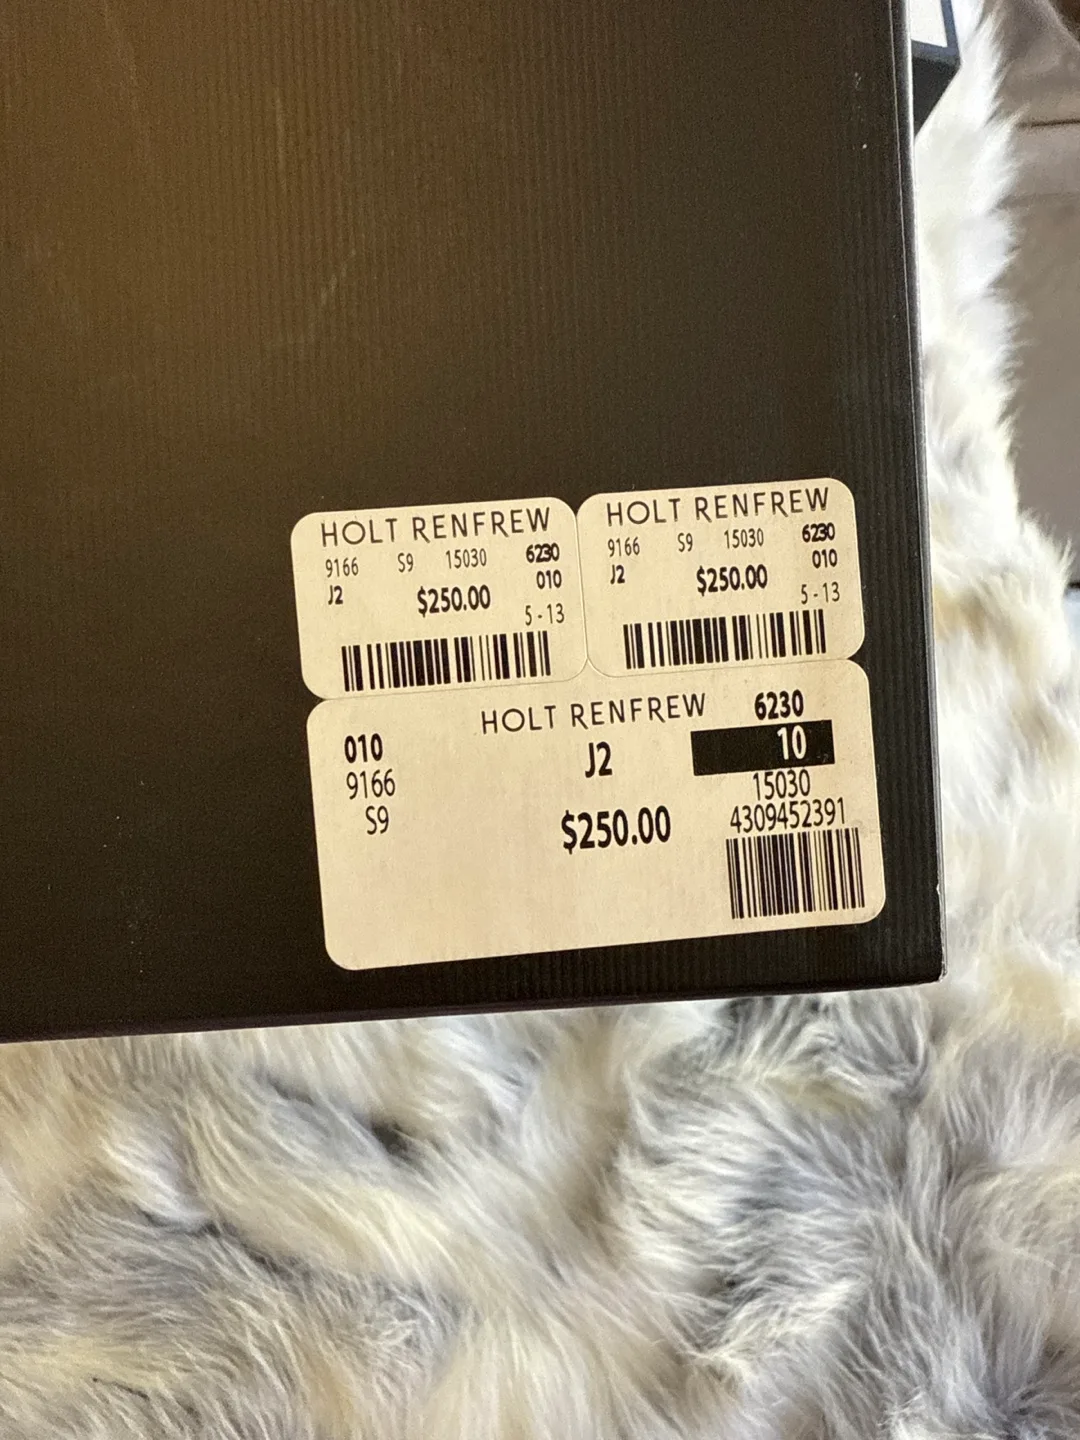 HOLT RENFREW
9166 S9 15030 6230
J2 $250.00 010
5-13
HOLT RENFREW
9166 S9 15030 6230
J2 $250.00 010
5-13
HOLT RENFREW 6230
010 J2 10
9166 15030
S9 $250.00 4309452391